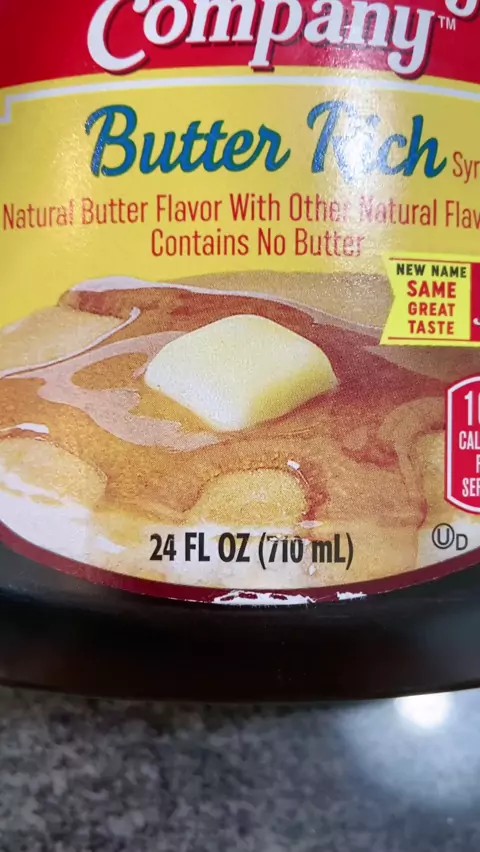 Company™
Butter Rich
Natural Butter Flavor With Other Natural
Contains No Butter
NEW NAME
SAME
GREAT
TASTE
24 FL OZ (710 mL)
UD